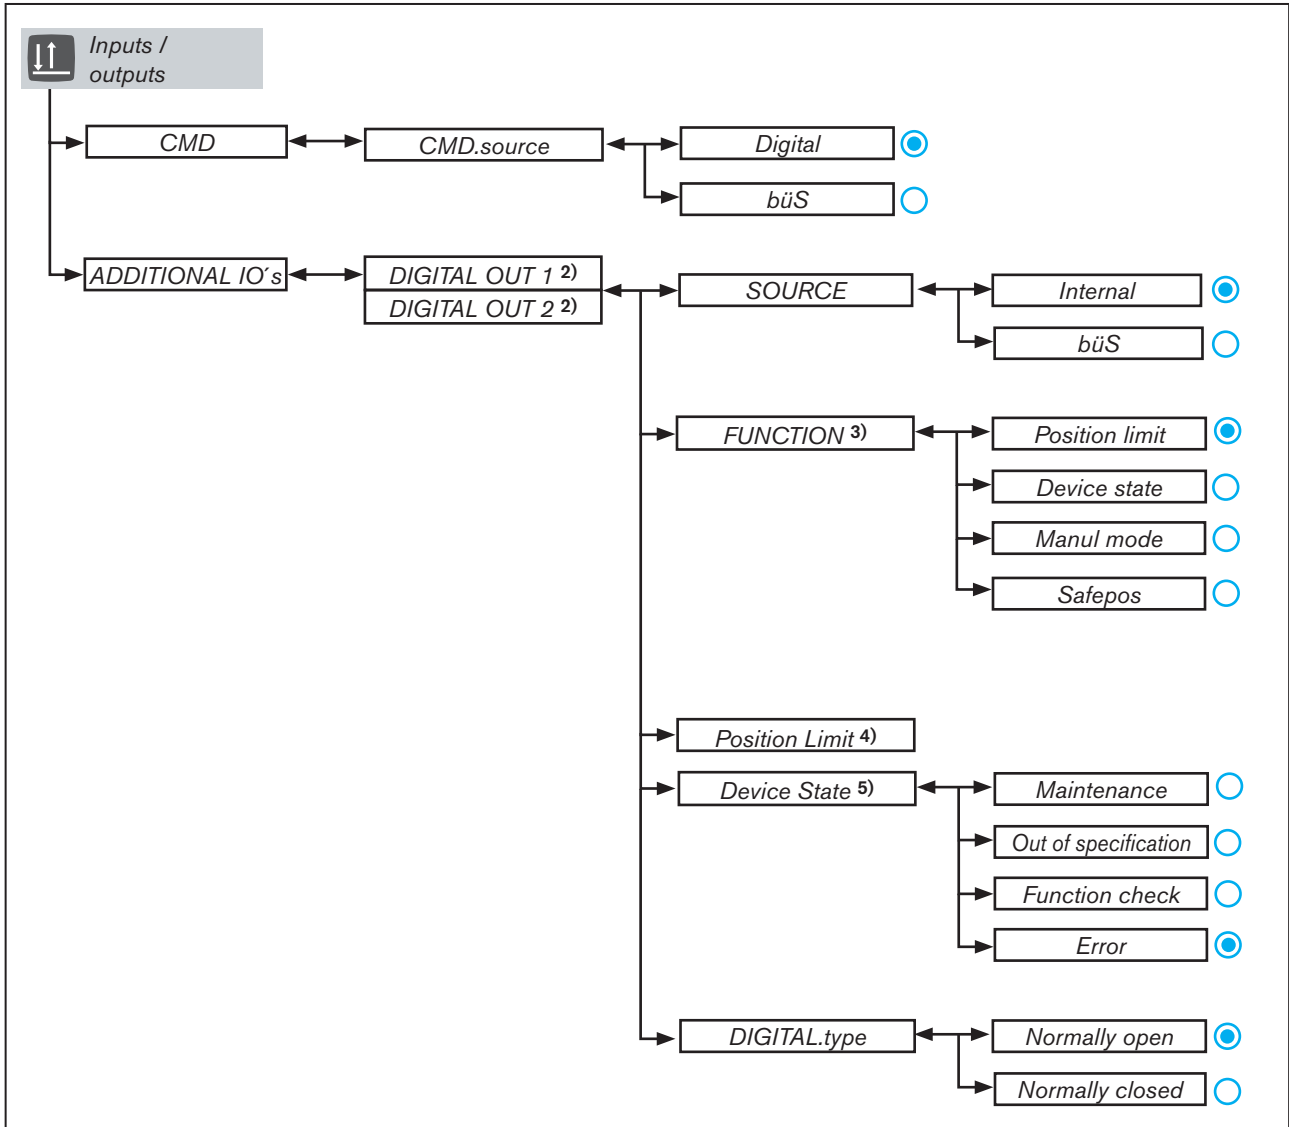 Inputs /
outputs
CMD
CMD.source
Digital
büS
ADDITIONAL IO´s
DIGITAL OUT 1 2)
DIGITAL OUT 2 2)
SOURCE
Internal
büS
FUNCTION 3)
Position limit
Device state
Manul mode
Safepos
Position Limit 4)
Device State 5)
Maintenance
Out of specification
Function check
Error
DIGITAL.type
Normally open
Normally closed